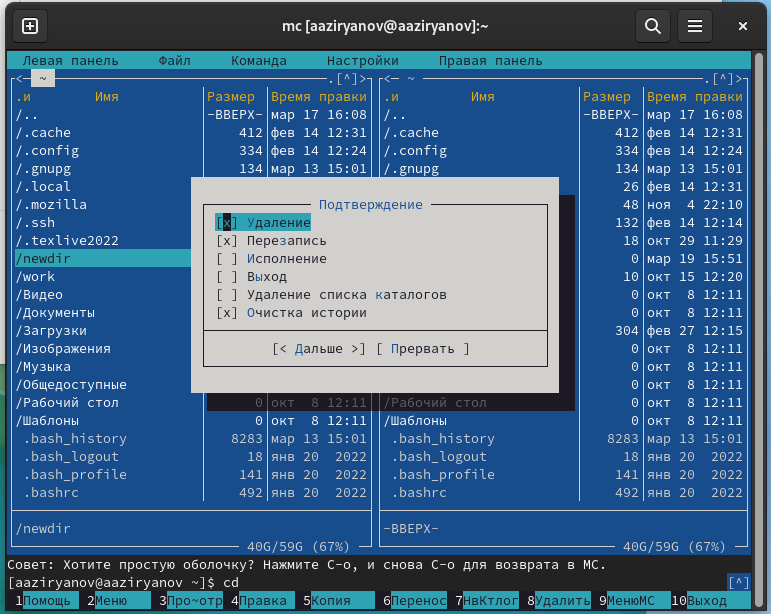 mc [aaziryanov@aaziryanov]:~
Левая панель Файл Команда Настройки Правая панель
<─ ~ .[^]> <─ ~ .[^]>
.и Имя Размер Время правки .и Имя Размер Время правки
/.. -ВВЕРХ- мар 17 16:08 /.. -ВВЕРХ- мар 17 16:08
/.cache 412 фев 14 12:31 /.cache 412 фев 14 12:31
/.config 334 фев 14 12:24 /.config 334 фев 14 12:24
/.gnupg 134 мар 13 15:01 /.gnupg 134 мар 13 15:01
/.local 26 фев 14 12:31
/.mozilla Подтверждение 48 ноя 4 22:10
/.ssh [x] Удаление 132 фев 14 12:14
/.texlive2022 [x] Перезапись 18 окт 29 11:29
/newdir [ ] Исполнение 0 мар 19 15:51
/work [ ] Выход 10 окт 15 12:20
/Видео [ ] Удаление списка каталогов 0 окт 8 12:11
/Документы [x] Очистка истории 0 окт 8 12:11
/Загрузки 304 фев 27 12:15
/Изображения [< Дальше >] [ Прервать ] 0 окт 8 12:11
/Музыка 0 окт 8 12:11
/Общедоступные 0 окт 8 12:11
/Рабочий стол 0 окт 8 12:11 /Рабочий стол 0 окт 8 12:11
/Шаблоны 0 окт 8 12:11 /Шаблоны 0 окт 8 12:11
.bash_history 8283 мар 13 15:01 .bash_history 8283 мар 13 15:01
.bash_logout 18 янв 20 2022 .bash_logout 18 янв 20 2022
.bash_profile 141 янв 20 2022 .bash_profile 141 янв 20 2022
.bashrc 492 янв 20 2022 .bashrc 492 янв 20 2022
/newdir -ВВЕРХ-
40G/59G (67%) 40G/59G (67%)
Совет: Хотите простую оболочку? Нажмите C-o, и снова C-o для возврата в MC.
[aaziryanov@aaziryanov ~]$ cd [^]
1Помощь 2Меню 3Про~отр 4Правка 5Копия 6Перенос 7НвКтлог 8Удалить 9МенюMC 10Выход